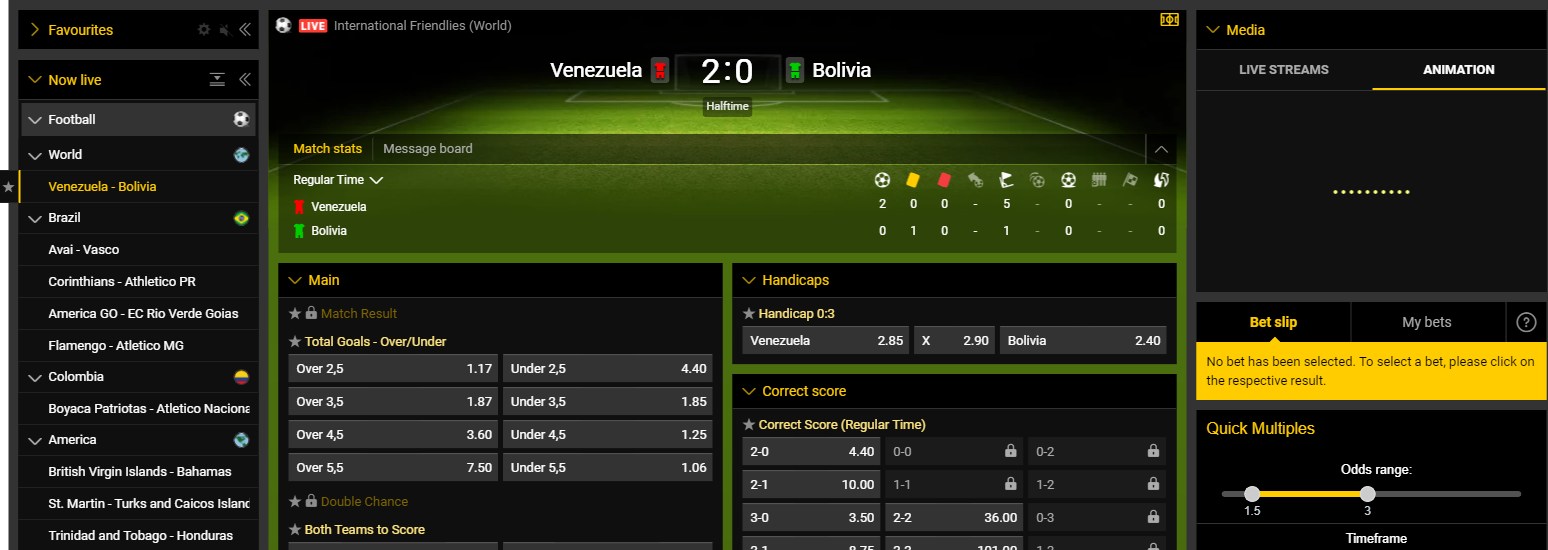 Favourites
Now live
Football
World
Venezuela - Bolivia
Brazil
Avai - Vasco
Corinthians - Athletico PR
America GO - EC Rio Verde Goias
Flamengo - Atletico MG
Colombia
Boyaca Patriotas - Atletico Naciona
America
British Virgin Islands - Bahamas
St. Martin - Turks and Caicos Island
Trinidad and Tobago - Honduras
LIVE International Friendlies (World)
Venezuela 2:0 Bolivia
Halftime
Match stats Message board
Regular Time
Venezuela 2 0 0 - 5 - 0 - - 0
Bolivia 0 1 0 - 1 - 0 - - 0
Main
Match Result
Total Goals - Over/Under
Over 2,5 1.17 Under 2,5 4.40
Over 3,5 1.87 Under 3,5 1.85
Over 4,5 3.60 Under 4,5 1.25
Over 5,5 7.50 Under 5,5 1.06
Double Chance
Both Teams to Score
Handicaps
Handicap 0:3
Venezuela 2.85 X 2.90 Bolivia 2.40
Correct score
Correct Score (Regular Time)
2-0 4.40 0-0 0-2
2-1 10.00 1-1 1-2
3-0 3.50 2-2 36.00 0-3
Media
LIVE STREAMS ANIMATION
Bet slip My bets ?
No bet has been selected. To select a bet, please click on
the respective result.
Quick Multiples
Odds range:
1.5 3
Timeframe